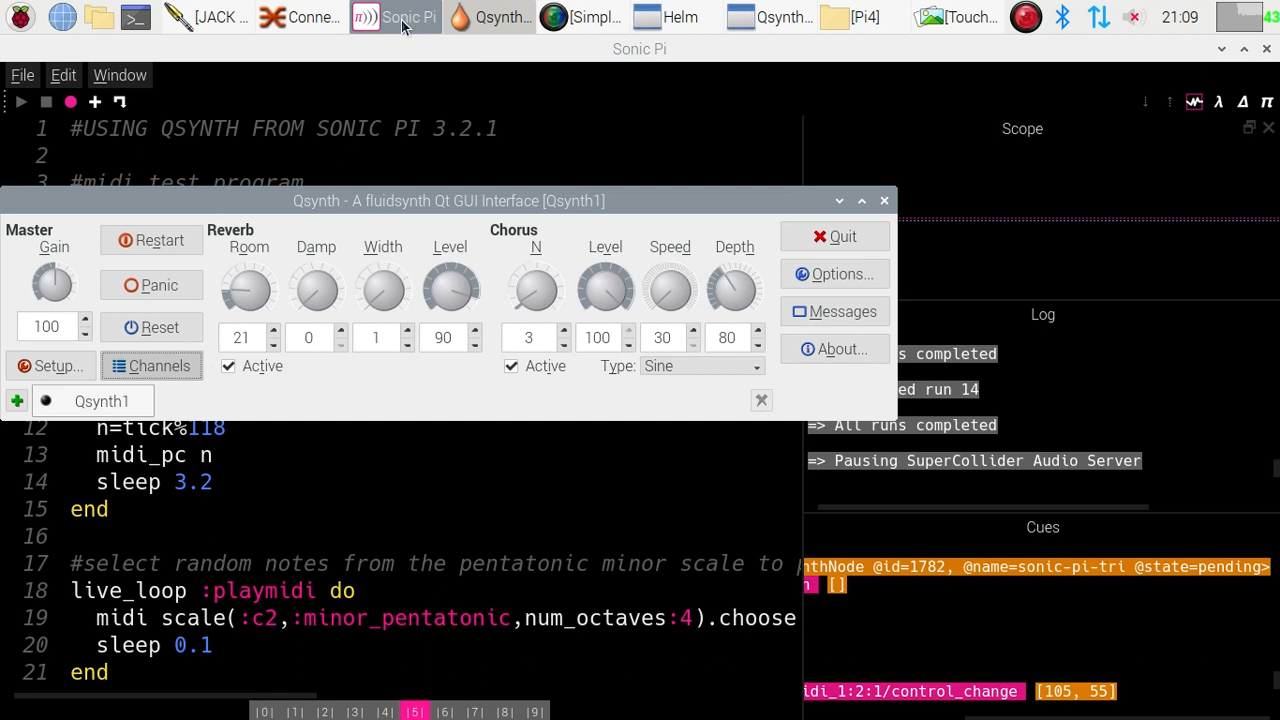 [JACK ...
Conne...
Sonic Pi
Qsynth...
[Simpl...
Helm
Qsynth...
[Pi4]
[Touch...
21:09
43
Sonic Pi
File Edit Window
Scope
1 #USING QSYNTH FROM SONIC PI 3.2.1
2
3 #midi test program
Qsynth - A fluidsynth Qt GUI Interface [Qsynth1]
Master
Gain
100
Restart
Panic
Reset
Setup...
Channels
Reverb
Room Damp Width Level
21 0 1 90
Active
Chorus
N Level Speed Depth
3 100 30 80
Active Type: Sine
Quit
Options...
Messages
About...
Qsynth1
12 n=tick%118
13 midi_pc n
14 sleep 3.2
15 end
16
17 #select random notes from the pentatonic minor scale to p
18 live_loop :playmidi do
19 midi scale(:c2,:minor_pentatonic,num_octaves:4).choose
20 sleep 0.1
21 end
|0| |1| |2| |3| |4| |5| |6| |7| |8| |9|
Log
s completed
ed run 14
=> All runs completed
=> Pausing SuperCollider Audio Server
Cues
nthNode @id=1782, @name=sonic-pi-tri @state=pending>
n []
idi_1:2:1/control_change [105, 55]